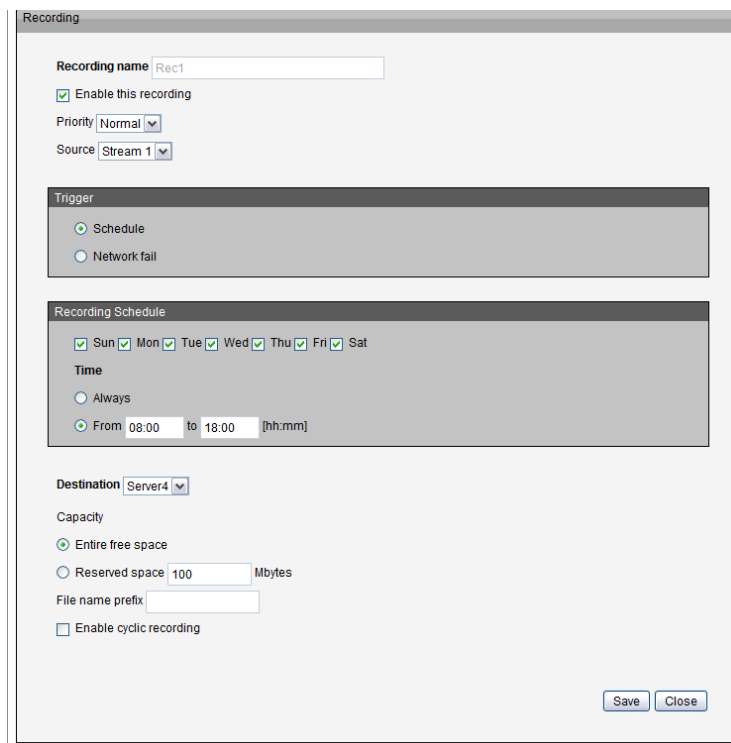 Recording
Recording name Rec1
Enable this recording
Priority Normal
Source Stream 1
Trigger
Schedule
Network fail
Recording Schedule
Sun Mon Tue Wed Thu Fri Sat
Time
Always
From 08:00 to 18:00 [hh:mm]
Destination Server4
Capacity
Entire free space
Reserved space 100 Mbytes
File name prefix
Enable cyclic recording
Save Close